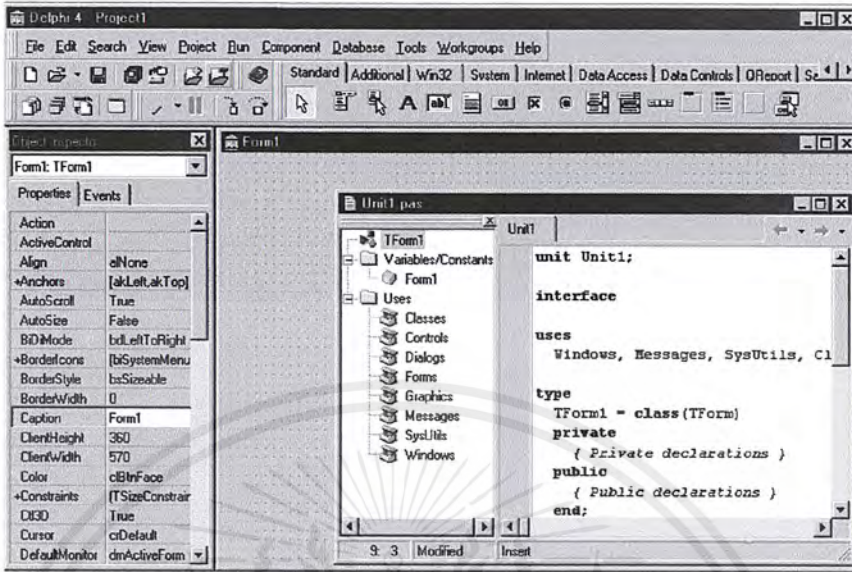 Delphi 4 Project1
File Edit Search View Project Run Component Database Tools Workgroups Help
Standard Additional Win32 System Internet Data Access Data Controls QReport
Object Inspector
Form1: TForm1
Properties Events
Action
ActiveControl
Align alNone
+Anchors [akLeft,akTop]
AutoScroll True
AutoSize False
BiDiMode bdLeftToRight
+BorderIcons [biSystemMenu
BorderStyle bsSizeable
BorderWidth 0
Caption Form1
ClientHeight 360
ClientWidth 570
Color clBtnFace
+Constraints (TSizeConstrair
Ctl3D True
Cursor crDefault
DefaultMonitor dmActiveForm
Form1
Unit1.pas
TForm1
Variables/Constants
Form1
Uses
Classes
Controls
Dialogs
Forms
Graphics
Messages
SysUtils
Windows
Unit1
unit Unit1;
interface
uses
Windows, Messages, SysUtils, Cl
type
TForm1 = class(TForm)
private
{ Private declarations }
public
{ Public declarations }
end;
9: 3 Modified Insert